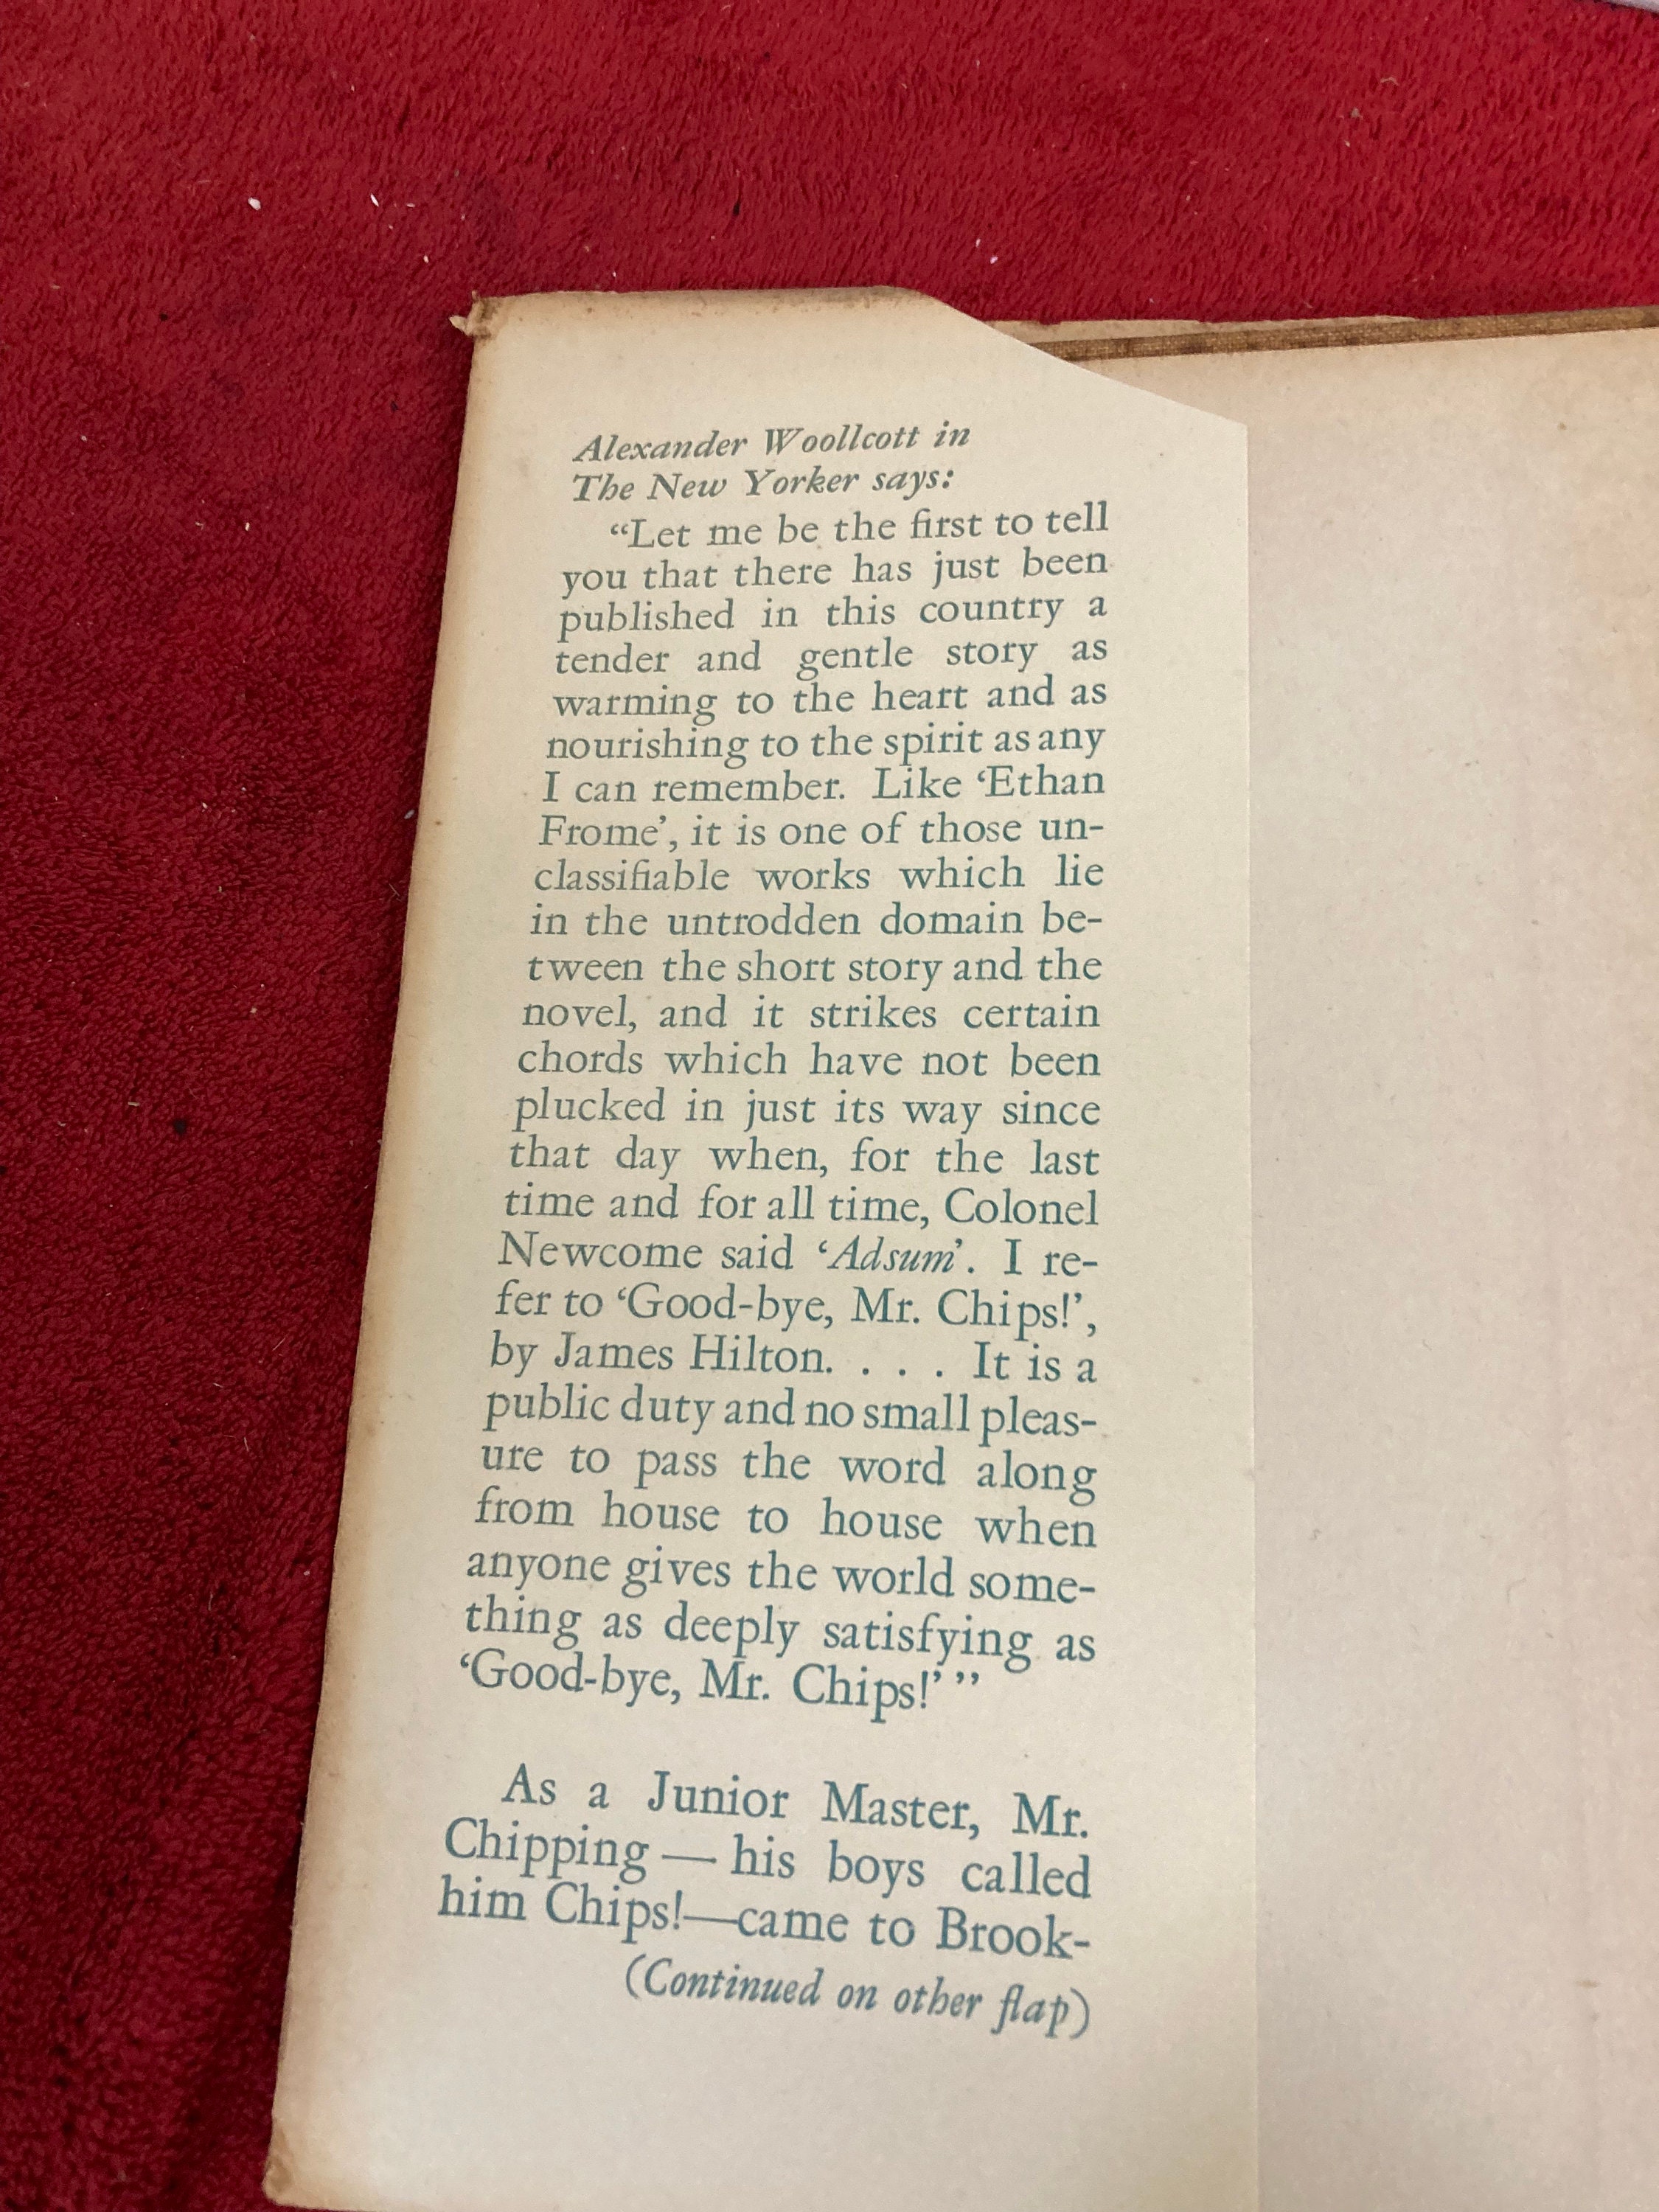 Alexander Woollcott in
The New Yorker says:
“Let me be the first to tell
you that there has just been
published in this country a
tender and gentle story as
warming to the heart and as
nourishing to the spirit as any
I can remember. Like ‘Ethan
Frome’, it is one of those un-
classifiable works which lie
in the untrodden domain be-
tween the short story and the
novel, and it strikes certain
chords which have not been
plucked in just its way since
that day when, for the last
time and for all time, Colonel
Newcome said ‘Adsum’. I re-
fer to ‘Good-bye, Mr. Chips!’,
by James Hilton. . . . It is a
public duty and no small pleas-
ure to pass the word along
from house to house when
anyone gives the world some-
thing as deeply satisfying as
‘Good-bye, Mr. Chips!’ ”
As a Junior Master, Mr.
Chipping — his boys called
him Chips!—came to Brook-
(Continued on other flap)